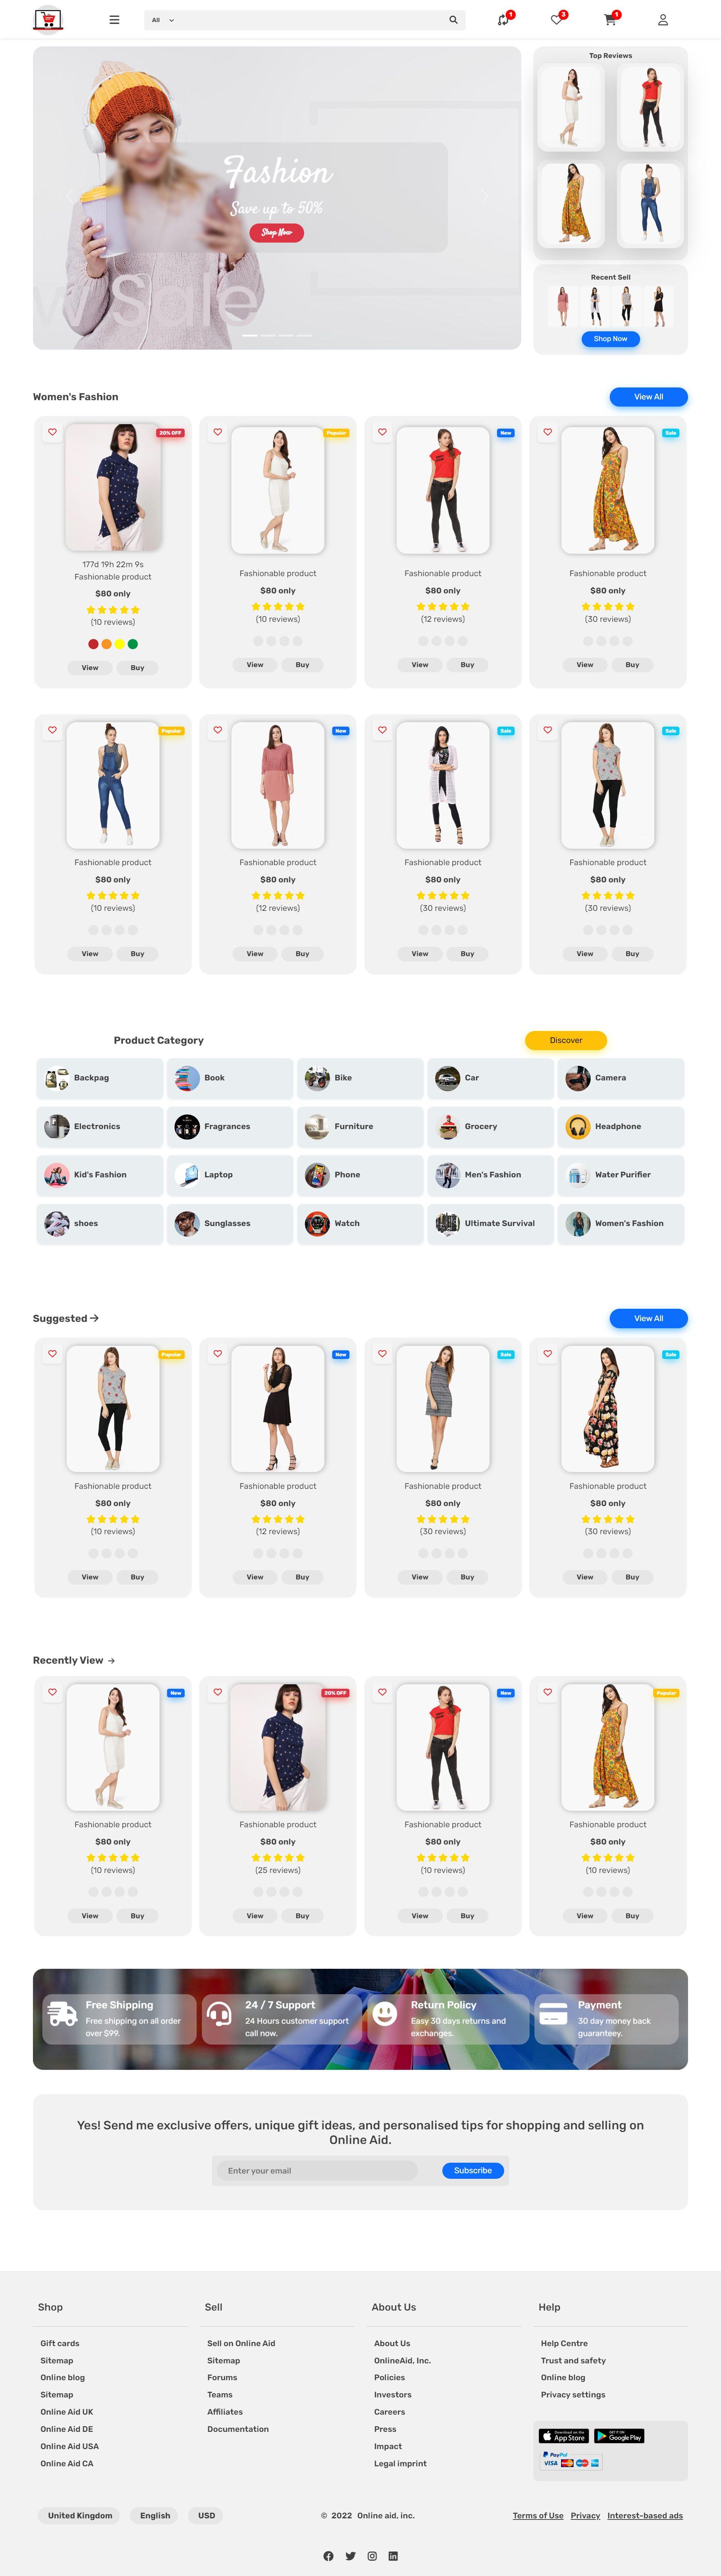 All
1
3
1
Fashion
Save up to 50%
Shop Now
w Sale
Top Reviews
Recent Sell
Shop Now
Women's Fashion
View All
20% OFF
177d 19h 22m 9s
Fashionable product
$80 only
(10 reviews)
View Buy
Popular
Fashionable product
$80 only
(10 reviews)
View Buy
New
Fashionable product
$80 only
(12 reviews)
View Buy
Sale
Fashionable product
$80 only
(30 reviews)
View Buy
Popular
Fashionable product
$80 only
(10 reviews)
View Buy
New
Fashionable product
$80 only
(12 reviews)
View Buy
Sale
Fashionable product
$80 only
(30 reviews)
View Buy
Sale
Fashionable product
$80 only
(30 reviews)
View Buy
Product Category
Discover
Backpag
Book
Bike
Car
Camera
Electronics
Fragrances
Furniture
Grocery
Headphone
Kid's Fashion
Laptop
Phone
Men's Fashion
Water Purifier
shoes
Sunglasses
Watch
Ultimate Survival
Women's Fashion
Suggested
View All
Popular
Fashionable product
$80 only
(10 reviews)
View Buy
New
Fashionable product
$80 only
(12 reviews)
View Buy
Sale
Fashionable product
$80 only
(30 reviews)
View Buy
Sale
Fashionable product
$80 only
(30 reviews)
View Buy
Recently View
New
Fashionable product
$80 only
(10 reviews)
View Buy
20% OFF
Fashionable product
$80 only
(25 reviews)
View Buy
New
Fashionable product
$80 only
(10 reviews)
View Buy
Popular
Fashionable product
$80 only
(10 reviews)
View Buy
Free Shipping
Free shipping on all order
over $99.
24 / 7 Support
24 Hours customer support
call now.
Return Policy
Easy 30 days returns and
exchanges.
Payment
30 day money back
guaranteey.
Yes! Send me exclusive offers, unique gift ideas, and personalised tips for shopping and selling on
Online Aid.
Enter your email
Subscribe
Shop
Gift cards
Sitemap
Online blog
Sitemap
Online Aid UK
Online Aid DE
Online Aid USA
Online Aid CA
Sell
Sell on Online Aid
Sitemap
Forums
Teams
Affiliates
Documentation
About Us
About Us
OnlineAid, Inc.
Policies
Investors
Careers
Press
Impact
Legal imprint
Help
Help Centre
Trust and safety
Online blog
Privacy settings
Download on the
App Store
GET IT ON
Google Play
PayPal
VISA
United Kingdom
English
USD
© 2022 Online aid, inc.
Terms of Use Privacy Interest-based ads